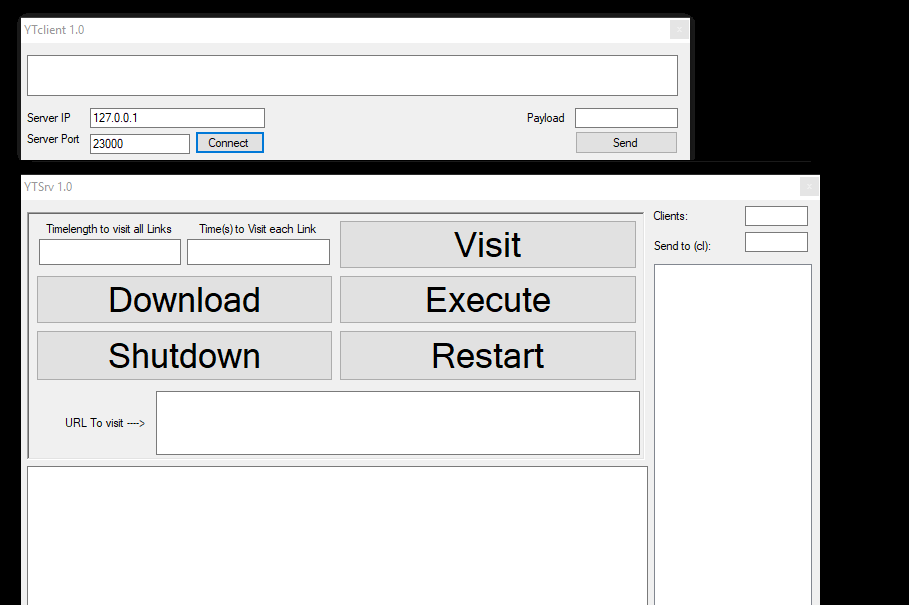 YTclient 1.0
Server IP 127.0.0.1 Payload
Server Port 23000 Connect Send
YTSrv 1.0
Timelength to visit all Links Time(s) to Visit each Link Visit Clients:
Send to (cl):
Download Execute
Shutdown Restart
URL To visit ---->